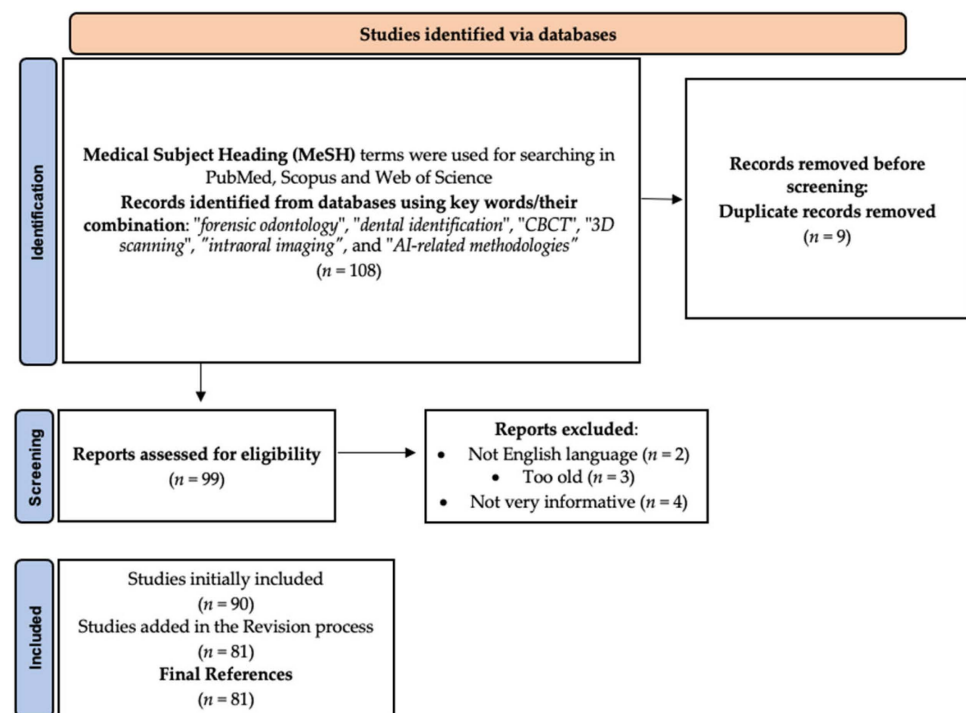 Studies identified via databases
Identification
Medical Subject Heading (MeSH) terms were used for searching in
PubMed, Scopus and Web of Science
Records identified from databases using key words/their
combination: "forensic odontology", "dental identification", "CBCT", "3D
scanning", "intraoral imaging", and "AI-related methodologies"
(n = 108)
Records removed before
screening:
Duplicate records removed
(n = 9)
Screening
Reports assessed for eligibility
(n = 99)
Reports excluded:
• Not English language (n = 2)
• Too old (n = 3)
• Not very informative (n = 4)
Included
Studies initially included
(n = 90)
Studies added in the Revision process
(n = 81)
Final References
(n = 81)